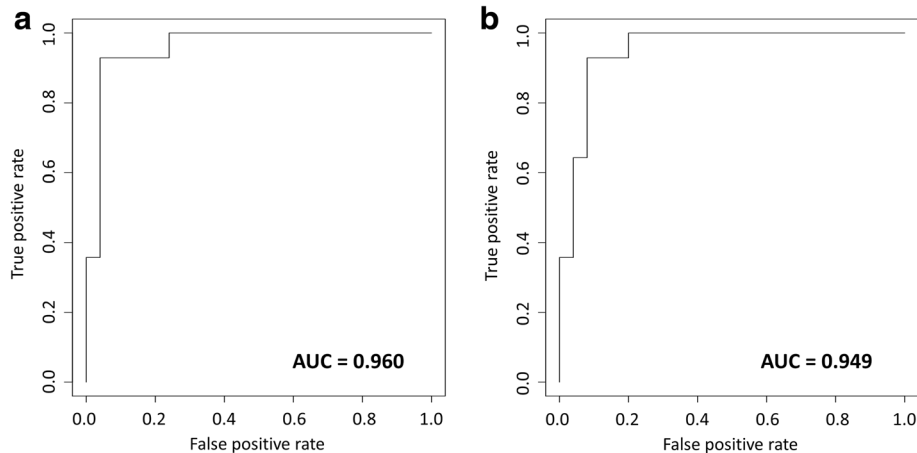 a
True positive rate
1.0
0.8
0.6
0.4
0.2
0.0
AUC = 0.960
0.0 0.2 0.4 0.6 0.8 1.0
False positive rate
b
True positive rate
1.0
0.8
0.6
0.4
0.2
0.0
AUC = 0.949
0.0 0.2 0.4 0.6 0.8 1.0
False positive rate